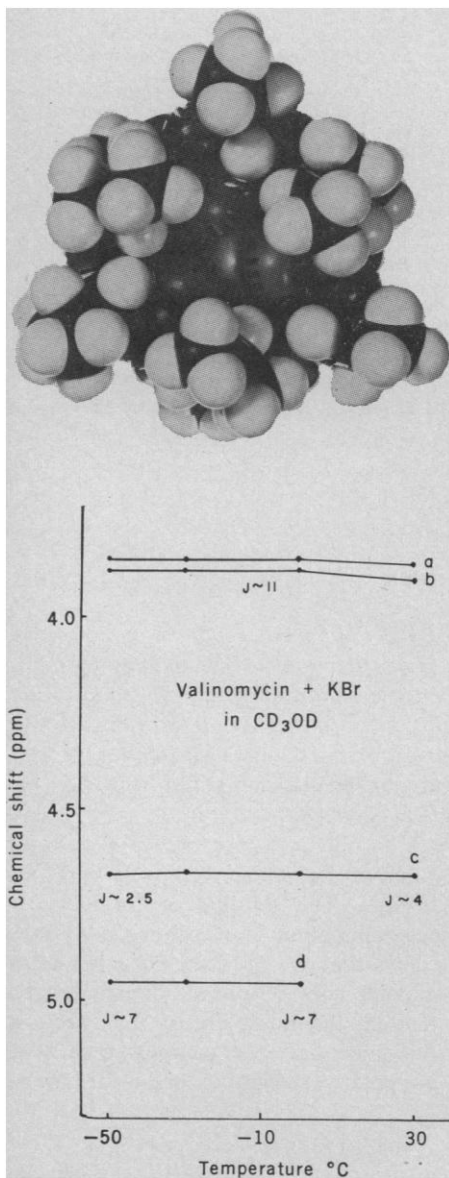 a
b
J~11
4.0
Valinomycin + KBr
in CD₃OD
Chemical shift (ppm)
4.5
c
J~2.5
J~4
d
5.0
J~7
J~7
-50
-10
30
Temperature °C